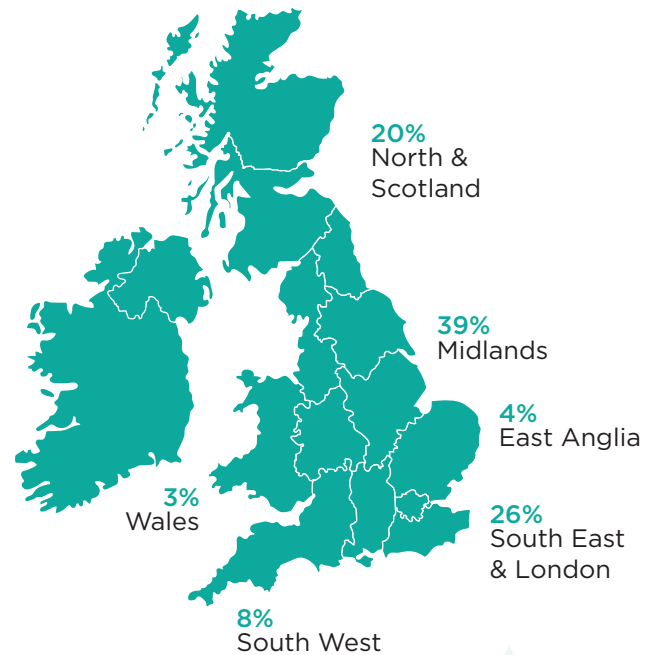 20%
North &
Scotland
39%
Midlands
4%
East Anglia
3%
Wales
26%
South East
& London
8%
South West